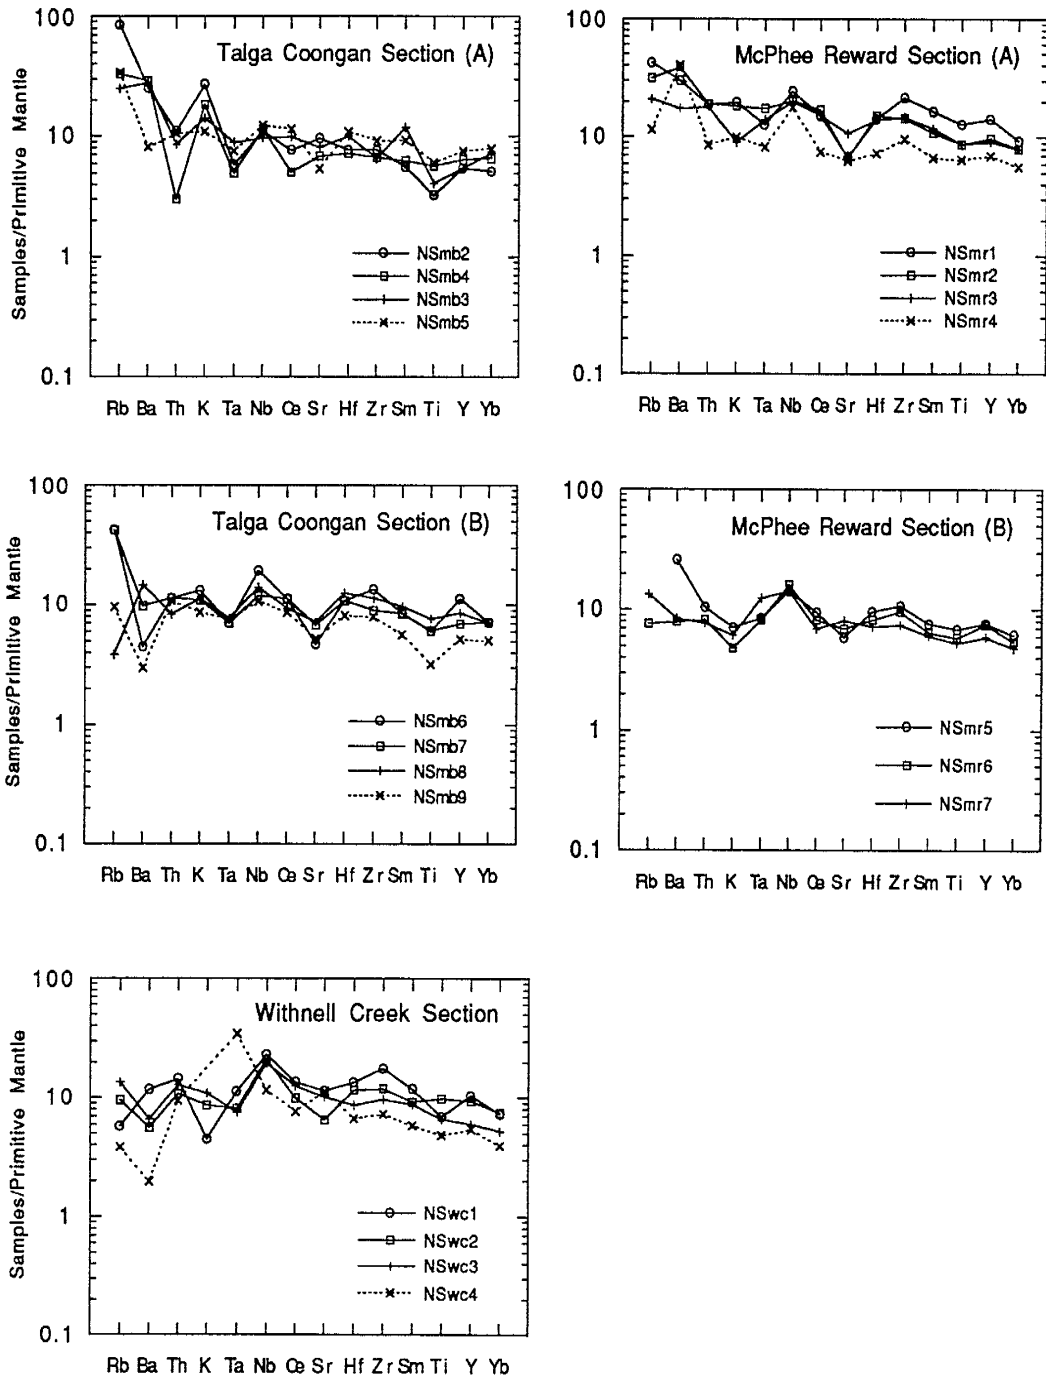 Talga Coongan Section (A)
Samples/Primitive Mantle
100
10
1
0.1
NSmb2
NSmb4
NSmb3
NSmb5
Rb Ba Th K Ta Nb Ce Sr Hf Zr Sm Ti Y Yb
McPhee Reward Section (A)
100
10
1
0.1
NSmr1
NSmr2
NSmr3
NSmr4
Rb Ba Th K Ta Nb Ce Sr Hf Zr Sm Ti Y Yb
Talga Coongan Section (B)
Samples/Primitive Mantle
100
10
1
0.1
NSmb6
NSmb7
NSmb8
NSmb9
Rb Ba Th K Ta Nb Ce Sr Hf Zr Sm Ti Y Yb
McPhee Reward Section (B)
100
10
1
0.1
NSmr5
NSmr6
NSmr7
Rb Ba Th K Ta Nb Ce Sr Hf Zr Sm Ti Y Yb
Withnell Creek Section
Samples/Primitive Mantle
100
10
1
0.1
NSwc1
NSwc2
NSwc3
NSwc4
Rb Ba Th K Ta Nb Ce Sr Hf Zr Sm Ti Y Yb